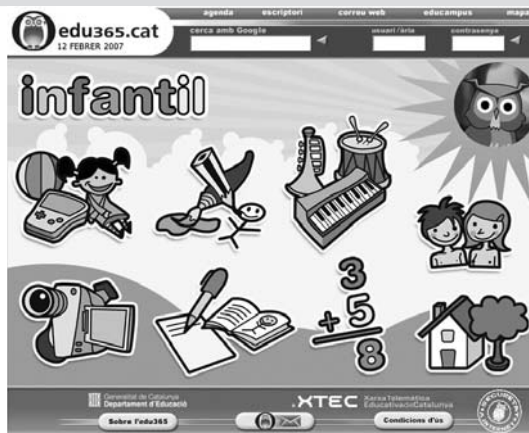 agenda escriptori correu web educampus mapa
edu365.cat
12 FEBRER 2007
cerca amb Google usuari/ària contrasenya
infantil
3
+ 5
8
Generalitat de Catalunya
Departament d'Educació
XTEC Xarxa Telemàtica
Educativa de Catalunya
Sobre l'edu365 Condicions d'ús